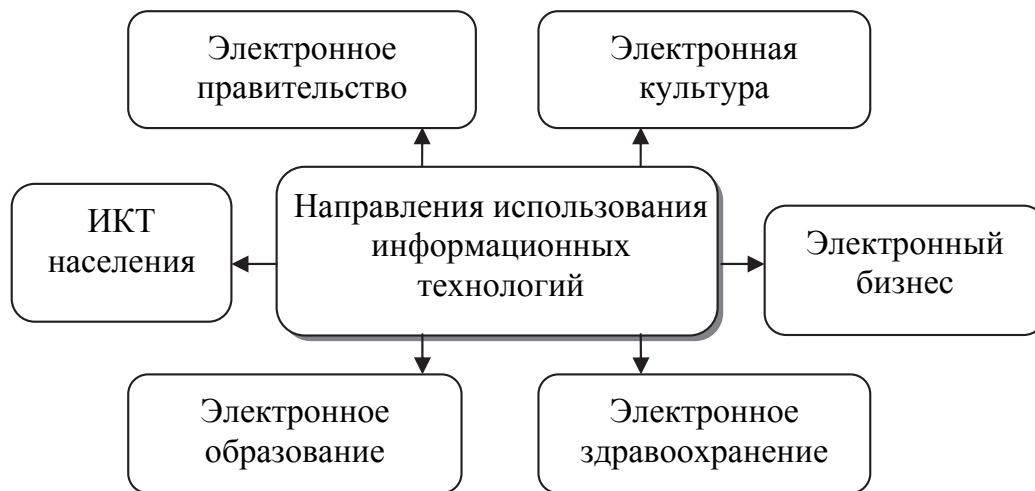 Электронное
правительство
Электронная
культура
ИКТ
населения
Направления использования
информационных
технологий
Электронный
бизнес
Электронное
образование
Электронное
здравоохранение